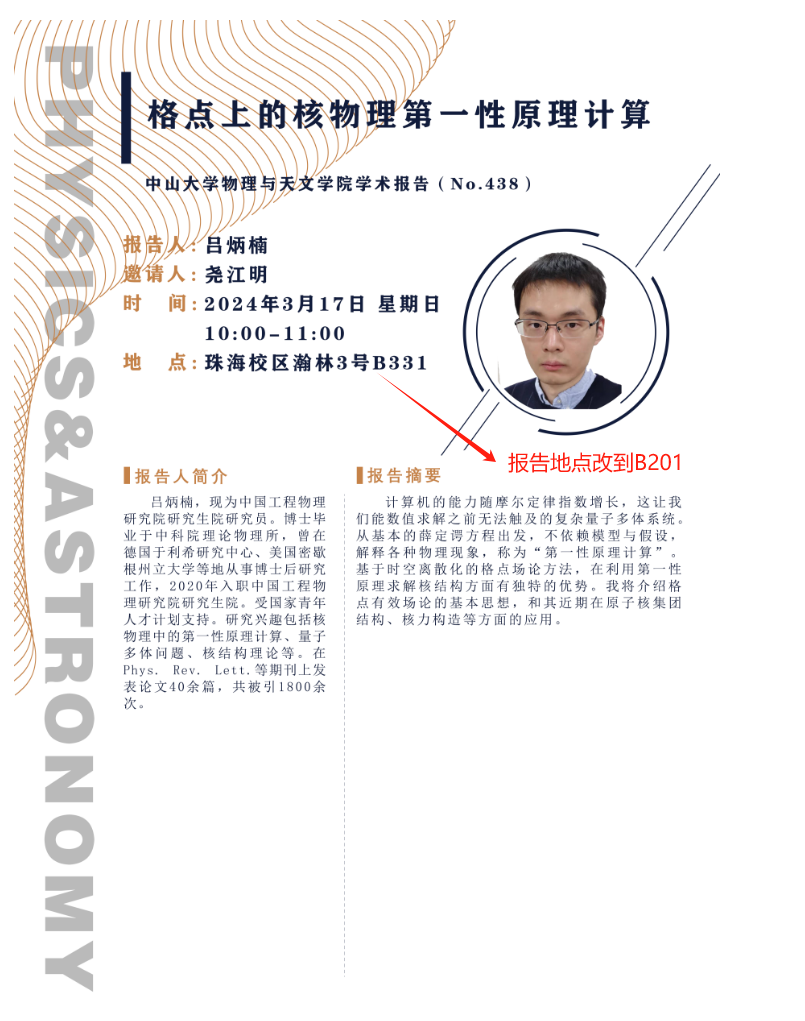 PHYSICS&ASTRONOMY
格点上的核物理第一性原理计算
中山大学物理与天文学院学术报告（No.438）
报告人：吕炳楠
邀请人：尧江明
时 间：2024年3月17日 星期日
10:00-11:00
地 点：珠海校区瀚林3号B331
报告地点改到B201
报告人简介
吕炳楠，现为中国工程物理
研究院研究生院研究员。博士毕
业于中科院理论物理所，曾在
德国于利希研究中心、美国密歇
根州立大学等地从事博士后研究
工作，2020年入职中国工程物
理研究院研究生院。受国家青年
人才计划支持。研究兴趣包括核
物理中的第一性原理计算、量子
多体问题、核结构理论等。在
Phys. Rev. Lett.等期刊上发
表论文40余篇，共被引1800余
次。
报告摘要
计算机的能力随摩尔定律指数增长，这让我
们能数值求解之前无法触及的复杂量子多体系统。
从基本的薛定谔方程出发，不依赖模型与假设，
解释各种物理现象，称为“第一性原理计算”。
基于时空离散化的格点场论方法，在利用第一性
原理求解核结构方面有独特的优势。我将介绍格
点有效场论的基本思想，和其近期在原子核集团
结构、核力构造等方面的应用。